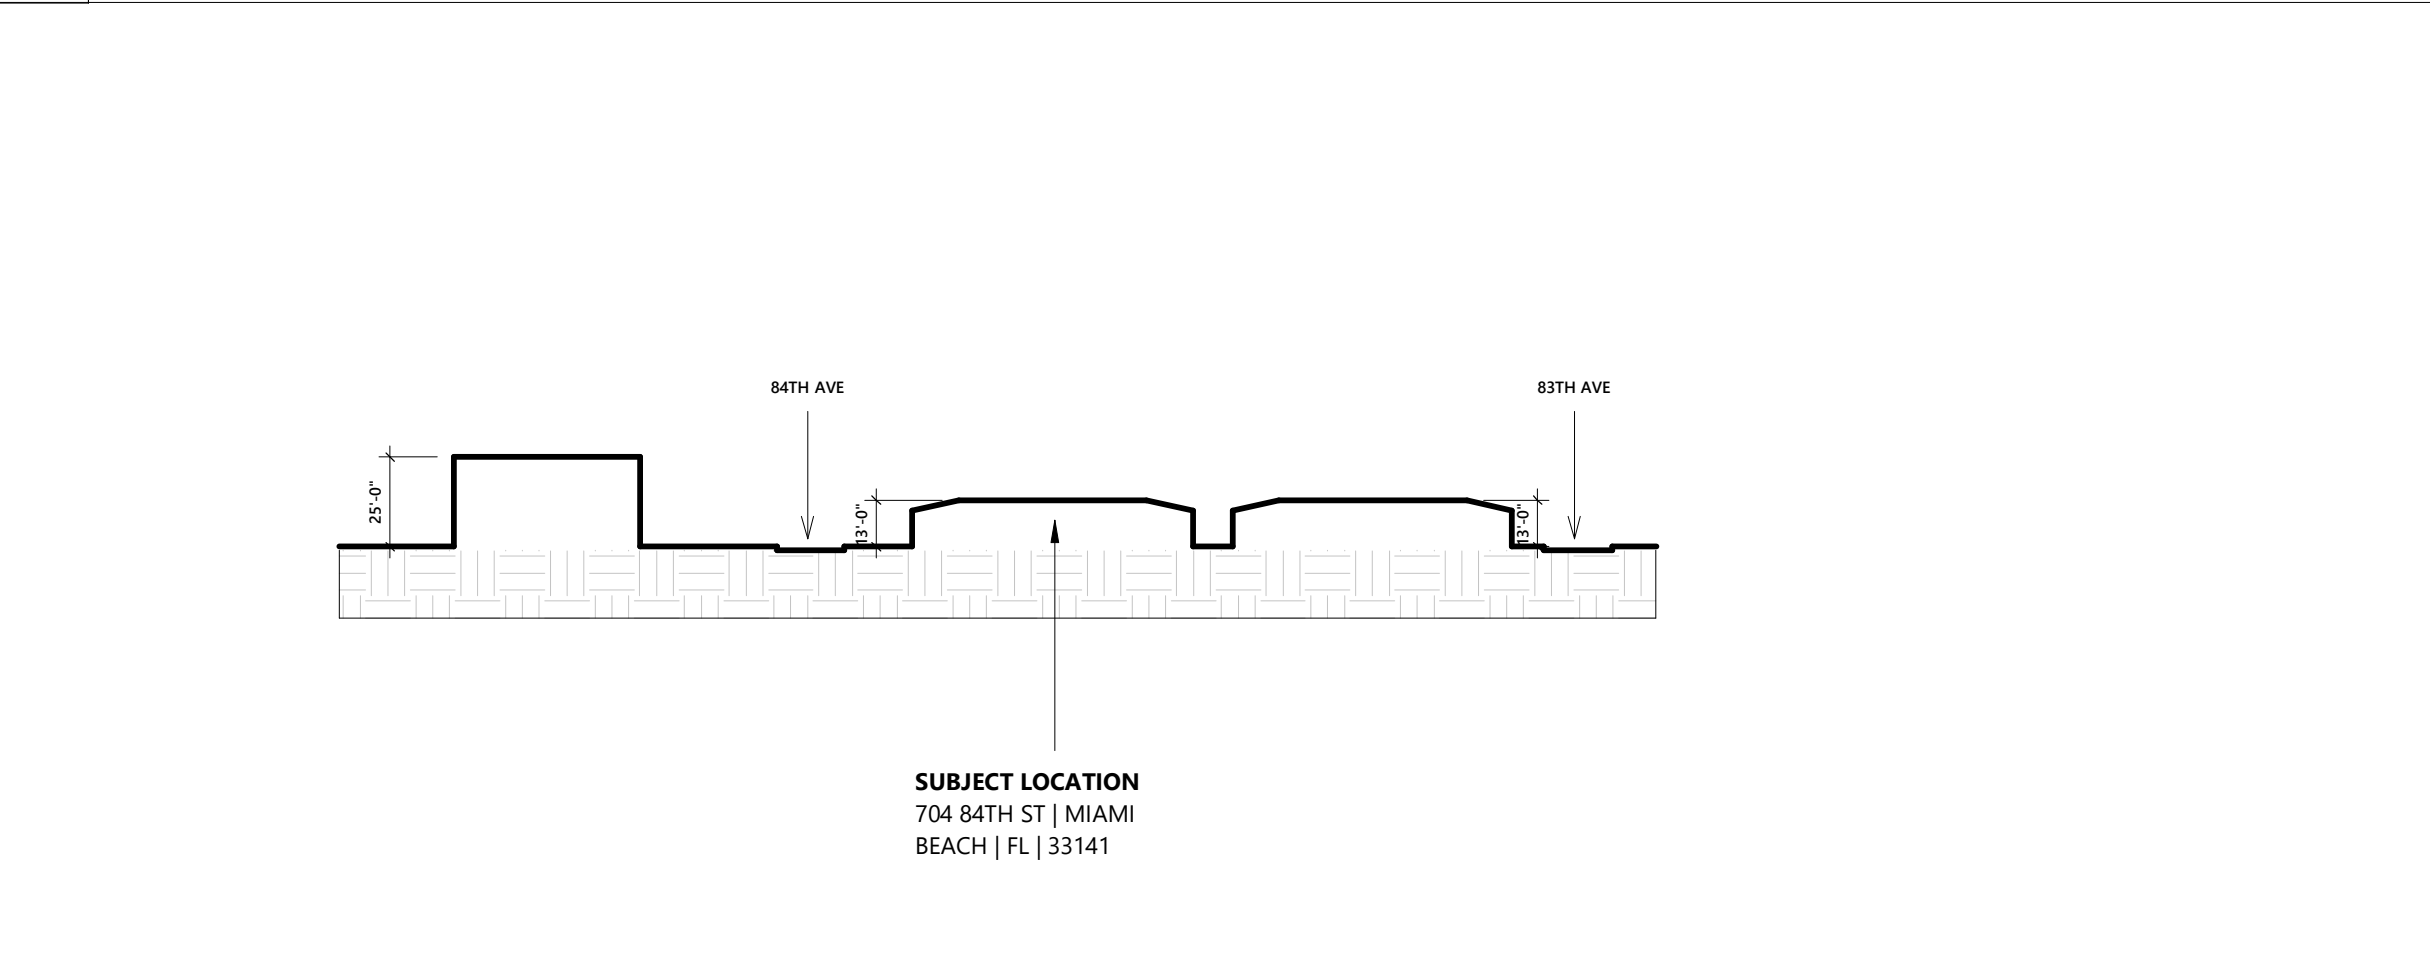 84TH AVE
83TH AVE
25'-0"
13'-0"
13'-0"
SUBJECT LOCATION
704 84TH ST | MIAMI
BEACH | FL | 33141